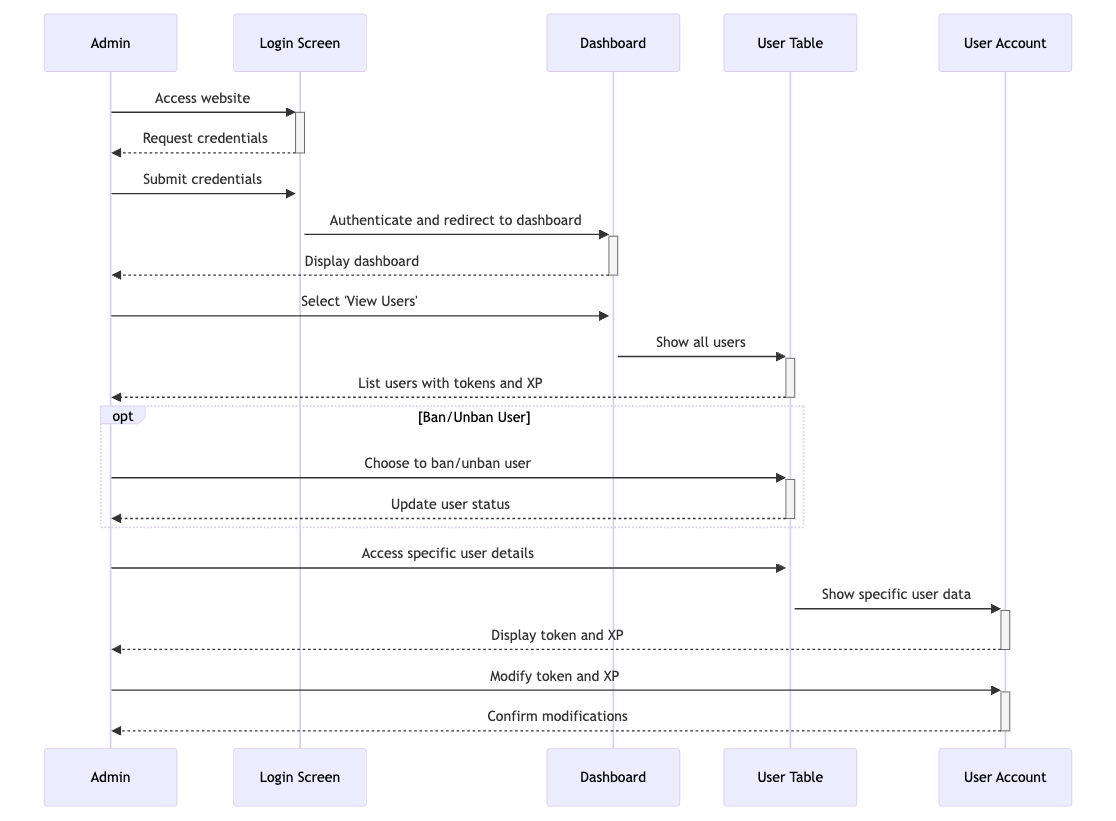 Admin
Login Screen
Dashboard
User Table
User Account
Access website
Request credentials
Submit credentials
Authenticate and redirect to dashboard
Display dashboard
Select 'View Users'
Show all users
List users with tokens and XP
opt
[Ban/Unban User]
Choose to ban/unban user
Update user status
Access specific user details
Show specific user data
Display token and XP
Modify token and XP
Confirm modifications
Admin
Login Screen
Dashboard
User Table
User Account